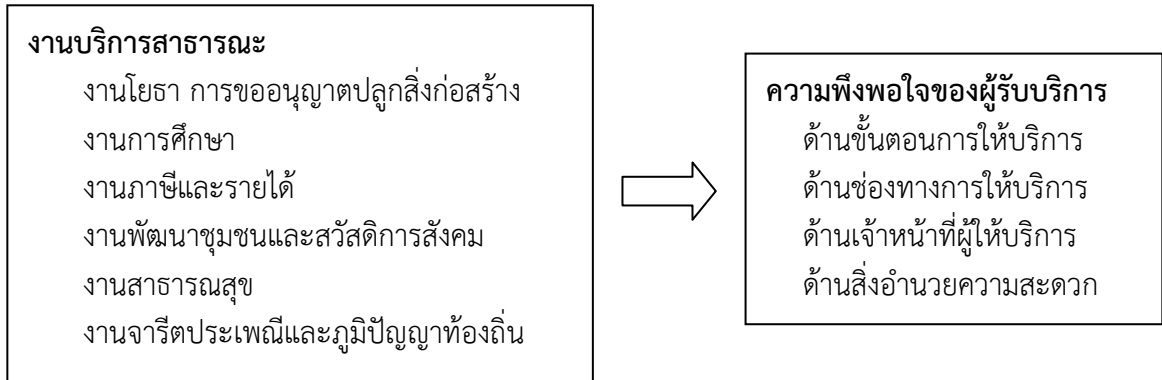 งานบริการสาธารณะ
งานโยธา การขออนุญาตปลูกสิ่งก่อสร้าง
งานการศึกษา
งานภาษีและรายได้
งานพัฒนาชุมชนและสวัสดิการสังคม
งานสาธารณสุข
งานจารีตประเพณีและภูมิปัญญาท้องถิ่น
ความพึงพอใจของผู้รับบริการ
ด้านขั้นตอนการให้บริการ
ด้านช่องทางการให้บริการ
ด้านเจ้าหน้าที่ผู้ให้บริการ
ด้านสิ่งอำนวยความสะดวก